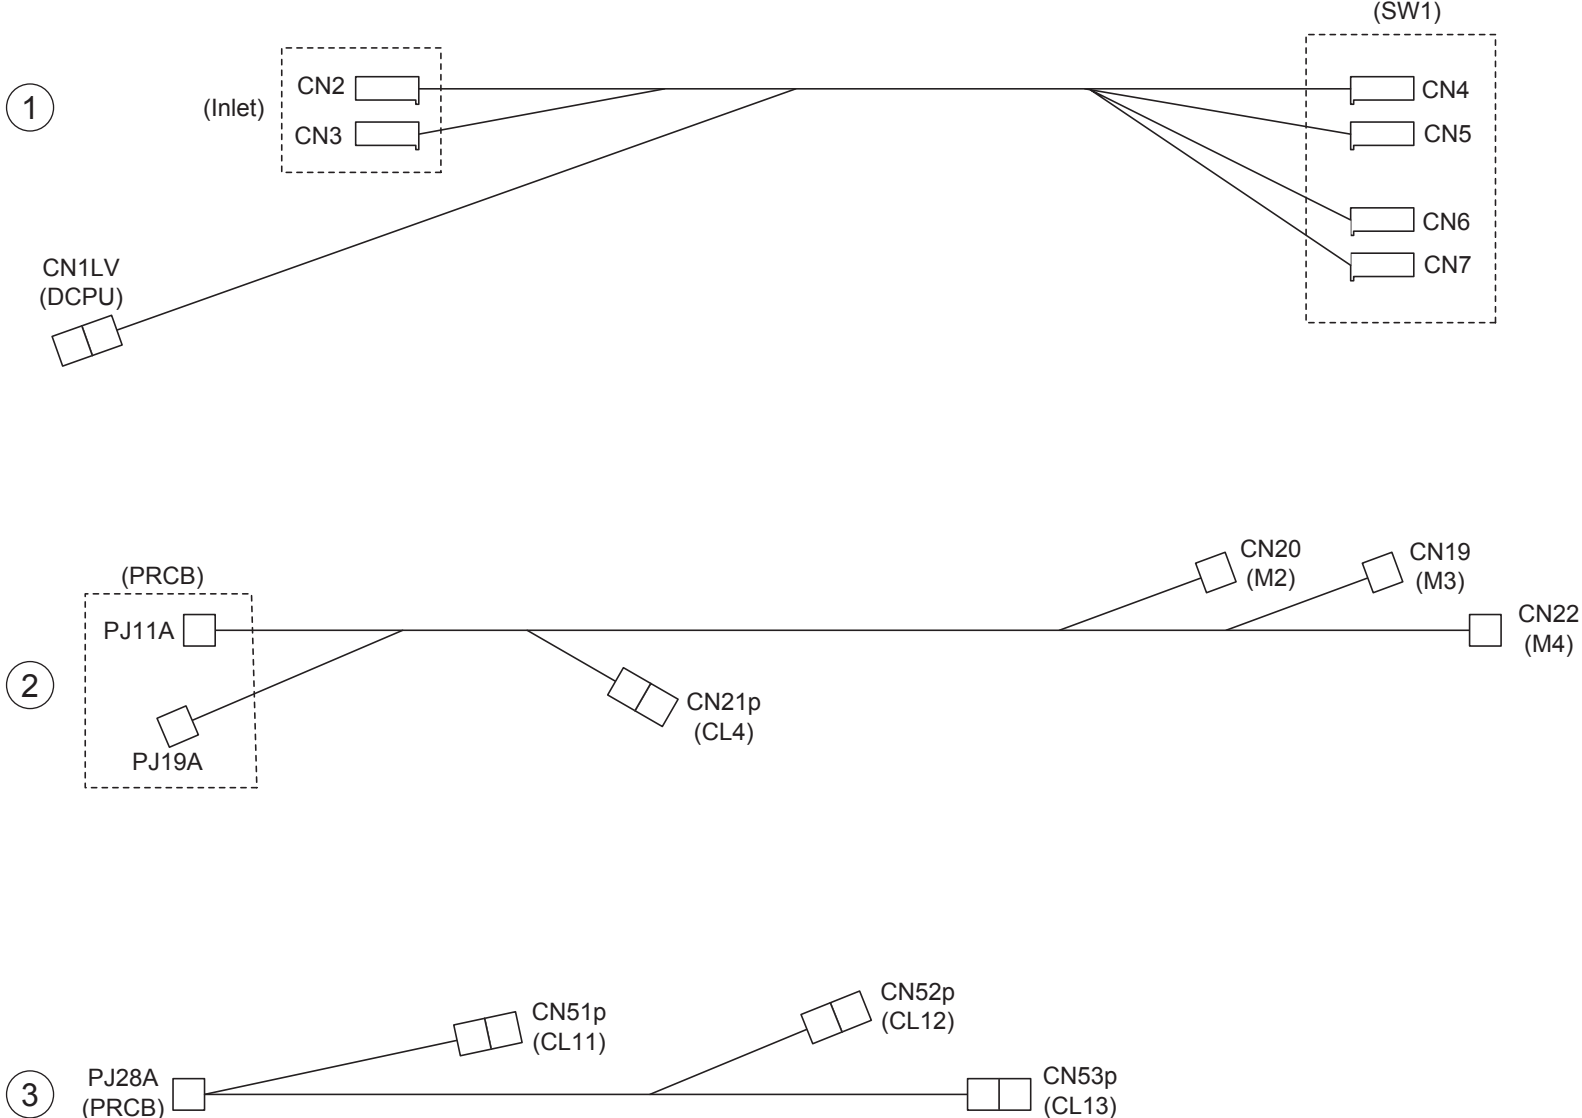 (SW1)
CN2
CN4
1
(Inlet)
CN3
CN5
CN6
CN7
CN1LV
(DCPU)
CN20
(M2)
CN19
(M3)
(PRCB)
PJ11A
CN22
(M4)
2
CN21p
(CL4)
PJ19A
CN52p
(CL12)
CN51p
(CL11)
3
PJ28A
(PRCB)
CN53p
(CL13)